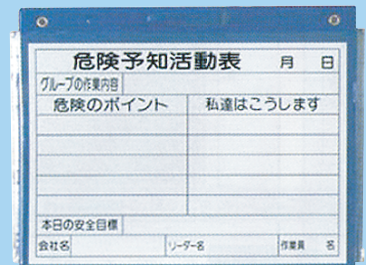 危険予知活動表 月 日
グループの作業内容
危険のポイント 私達はこうします
本日の安全目標
会社名 リーダー名 作業員 名